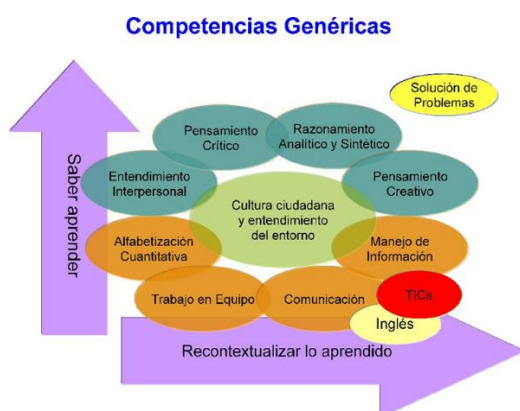 Competencias Genéricas
Solución de
Problemas
Pensamiento
Crítico
Razonamiento
Analítico y Sintético
Entendimiento
Interpersonal
Pensamiento
Creativo
Cultura ciudadana
y entendimiento
del entorno
Saber aprender
Alfabetización
Cuantitativa
Manejo de
Información
Trabajo en Equipo
Comunicación
TICs
Inglés
Recontextualizar lo aprendido